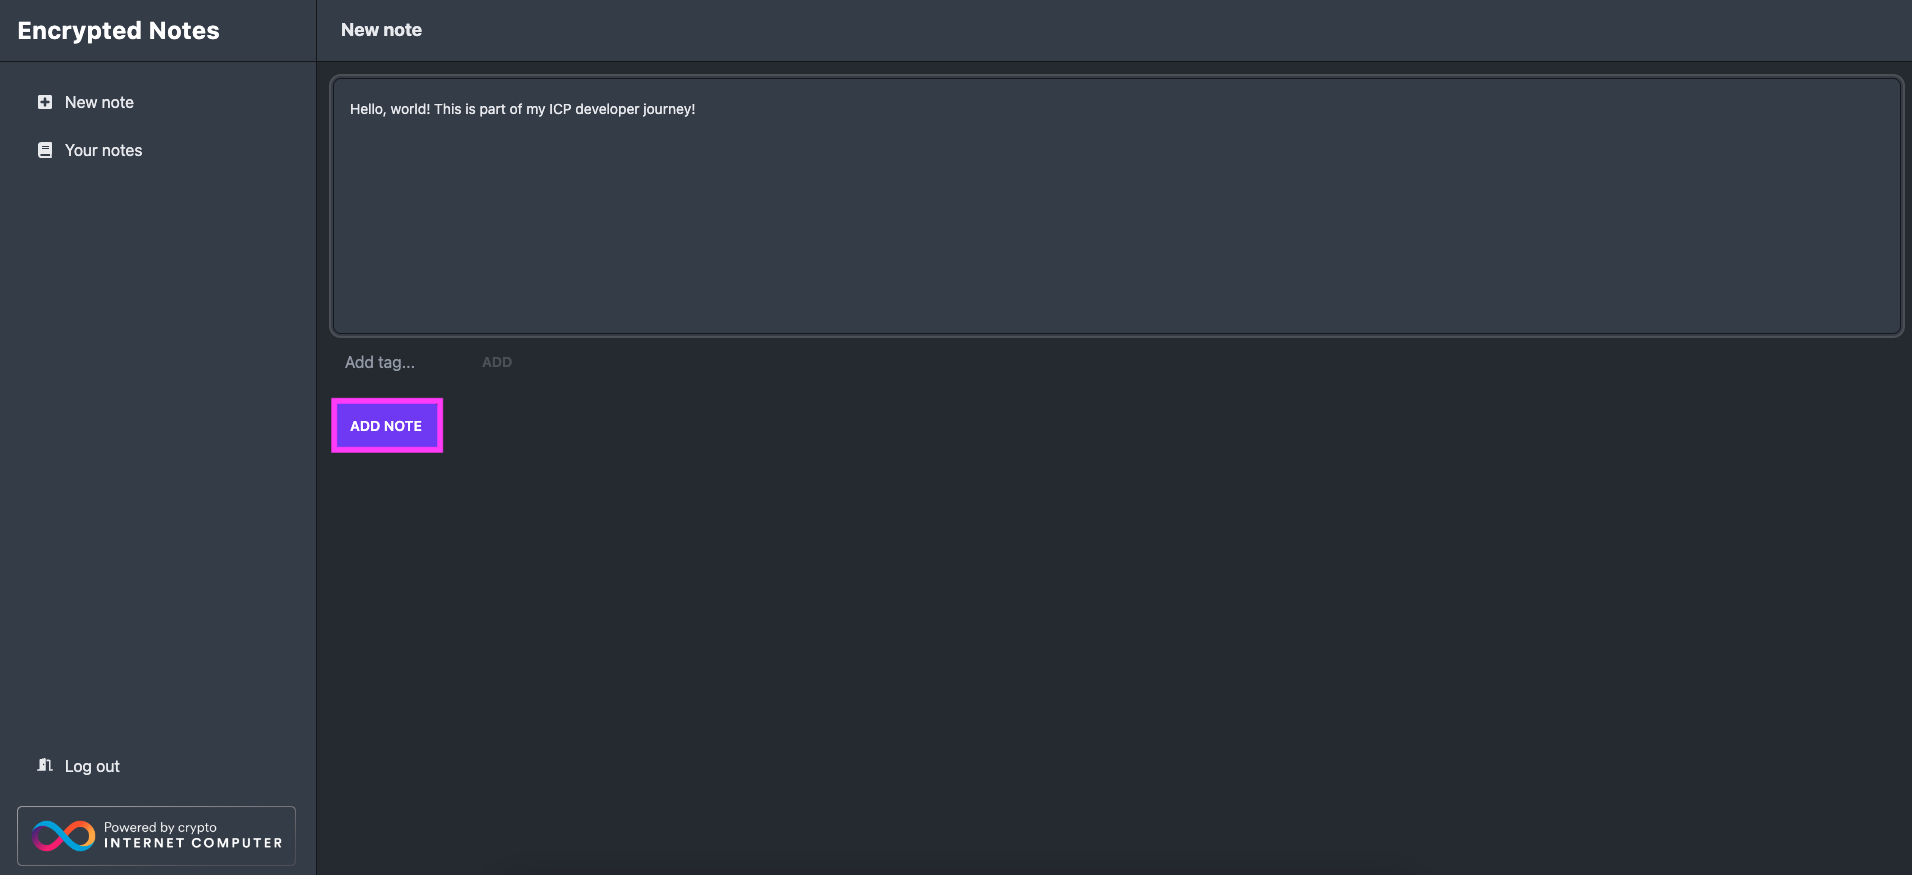 Encrypted Notes
New note
Your notes
Log out
Powered by crypto
INTERNET COMPUTER
New note
Hello, world! This is part of my ICP developer journey!
Add tag...
ADD
ADD NOTE